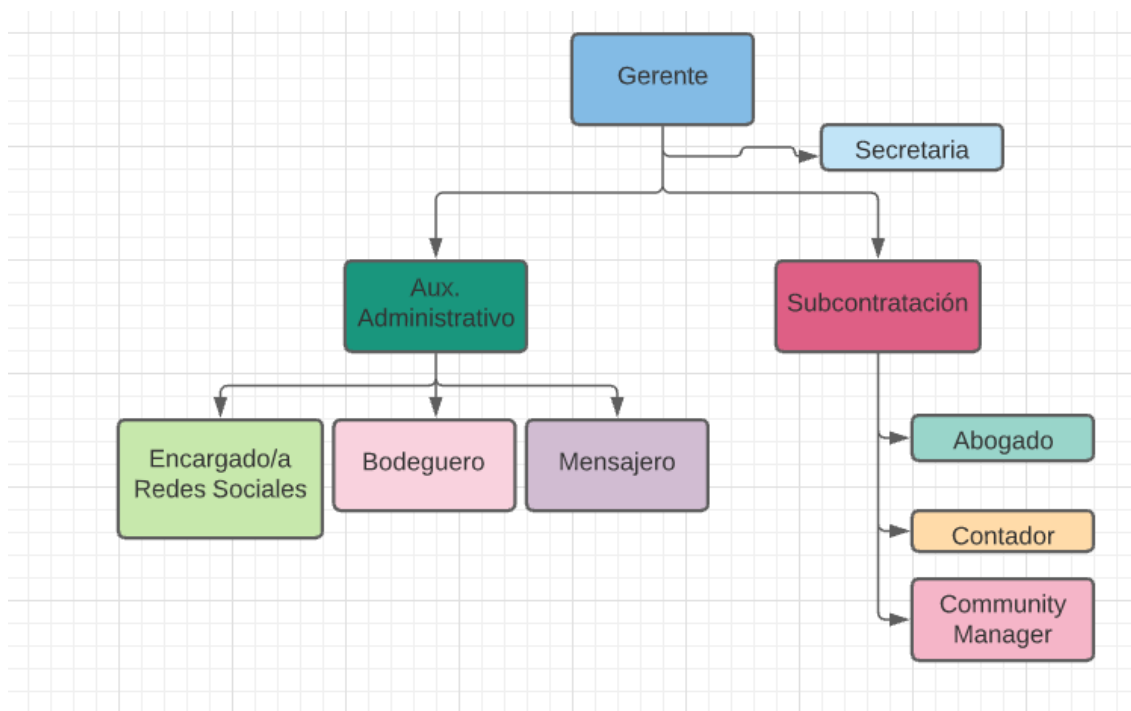 Gerente
Secretaria
Aux.
Administrativo
Subcontratación
Encargado/a
Redes Sociales
Bodeguero
Mensajero
Abogado
Contador
Community
Manager